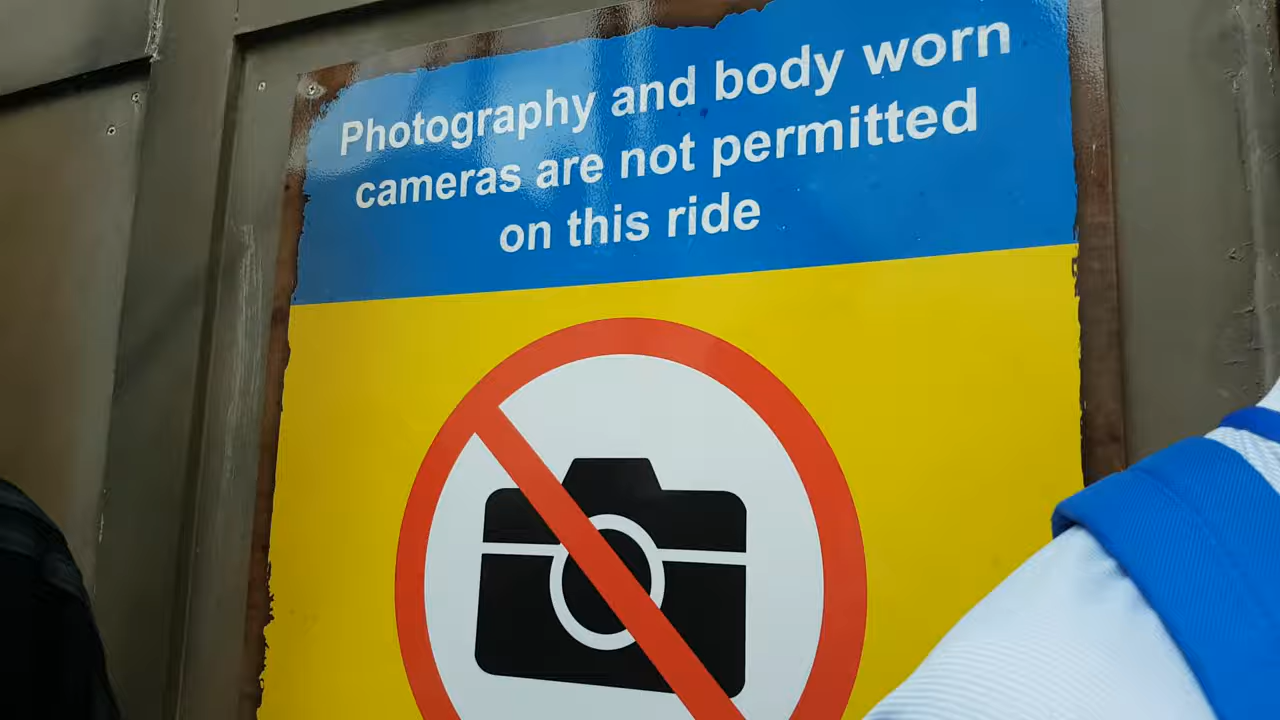 Photography and body worn
cameras are not permitted
on this ride